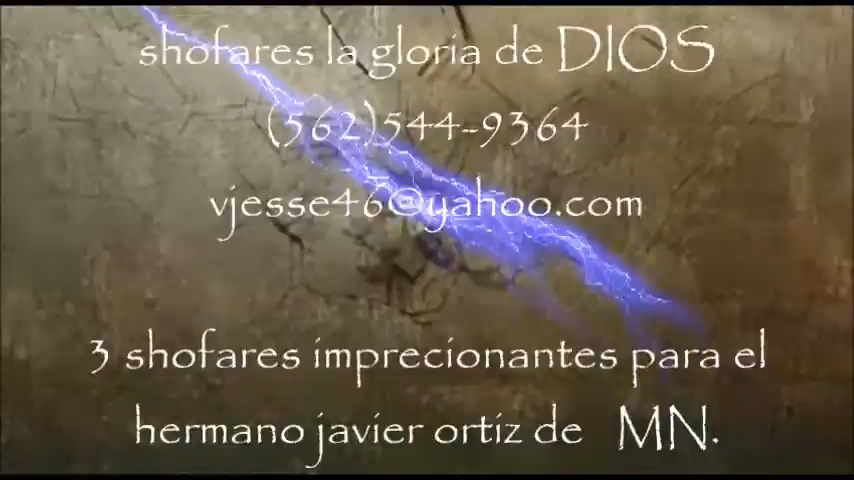 shofares la gloria de DIOS
(562)544-9364
vjesse46@yahoo.com
3 shofares imprecionantes para el
hermano javier ortiz de MN.